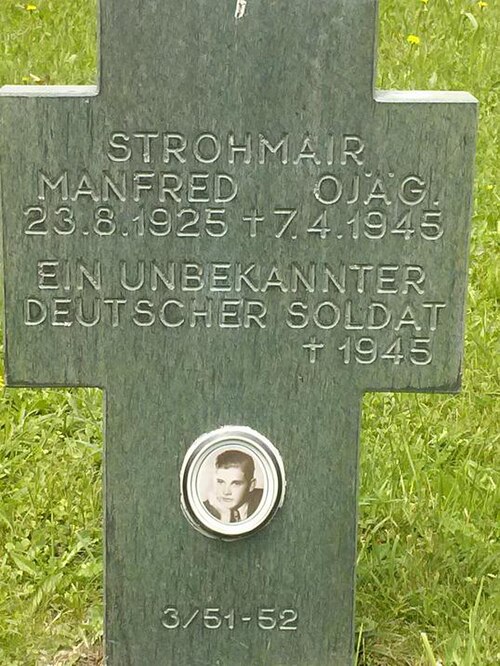 STROHMAIR
MANFRED OJÄG.
23.8.1925 † 7.4.1945
EIN UNBEKANNTER
DEUTSCHER SOLDAT
† 1945
3/51-52